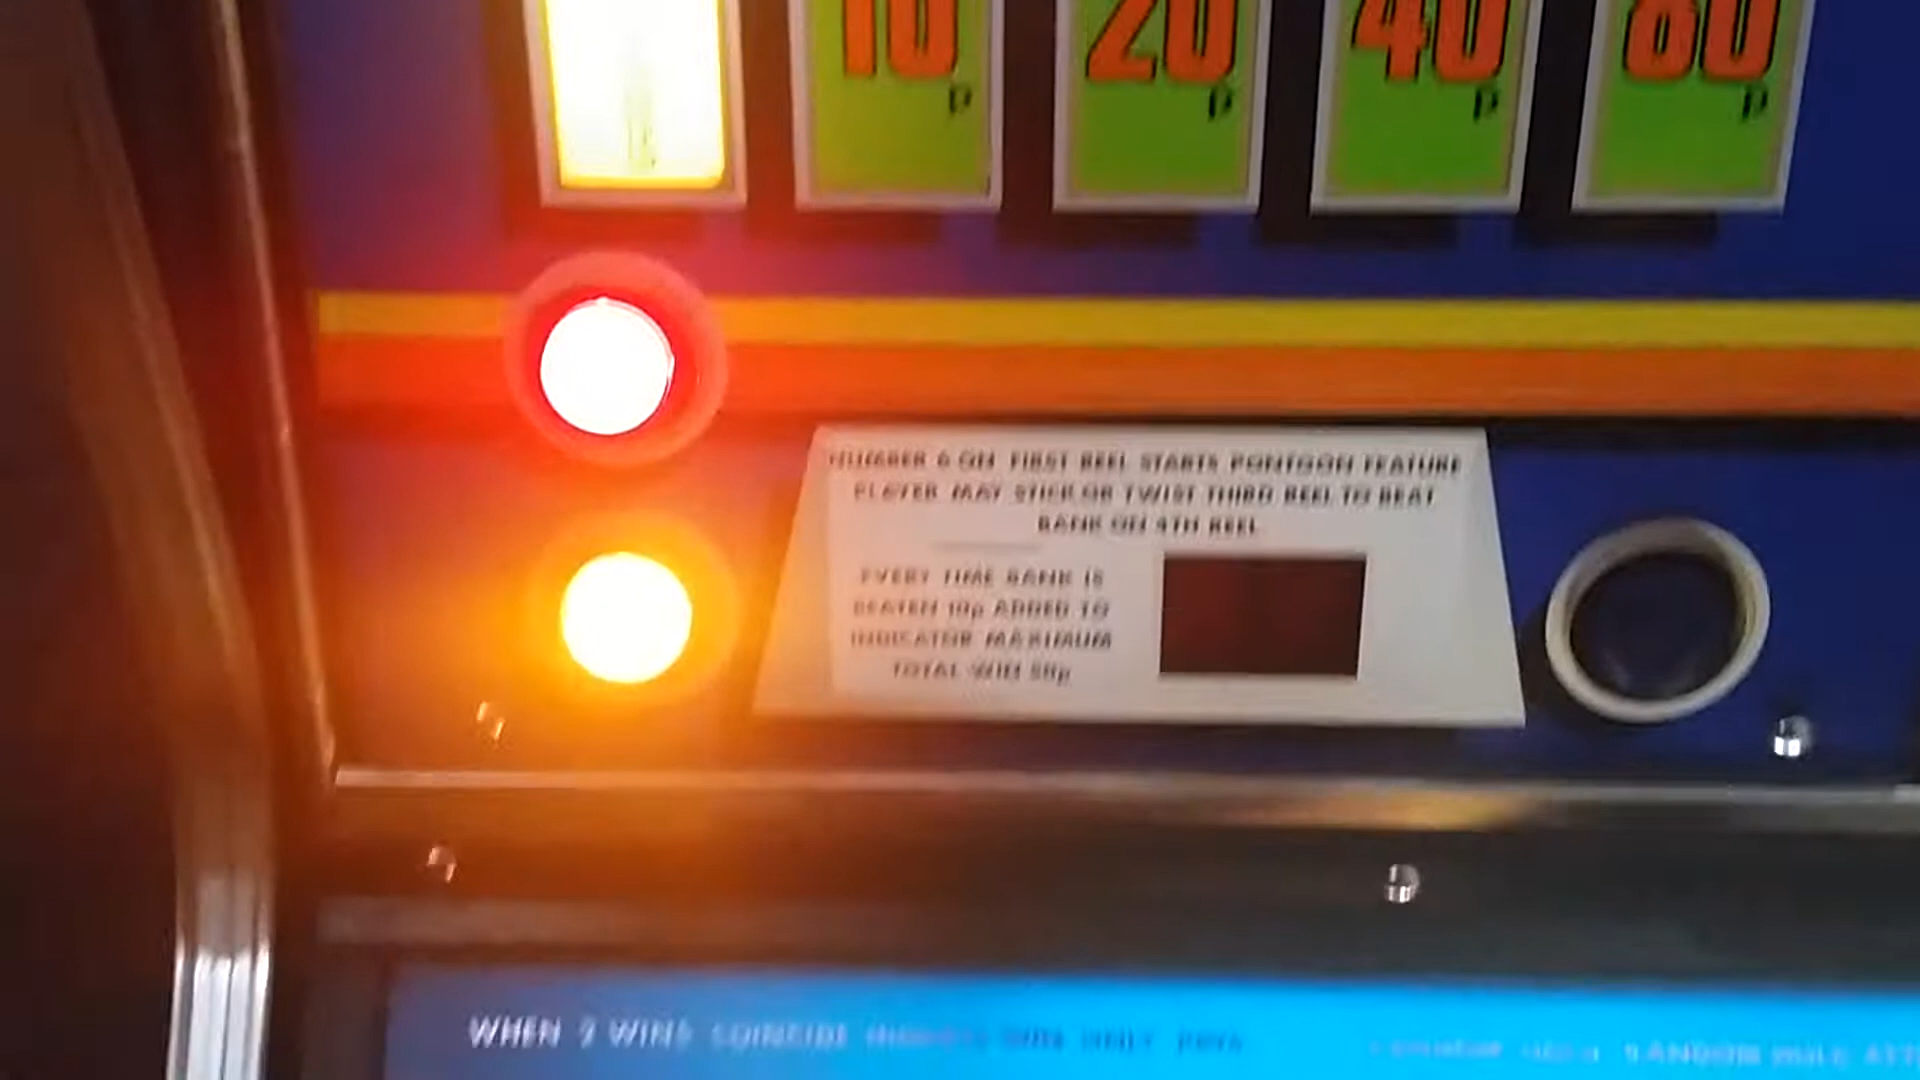 10
P
20
P
40
P
80
P
NUMBER 6 ON FIRST REEL STARTS PONTOON FEATURE
PLAYER MAY STICK OR TWIST THIRD REEL TO BEAT
BANK ON 4TH REEL
EVERY TIME BANK IS
BEATEN 10p ADDED TO
INDICATOR MAXIMUM
TOTAL WIN 50p
WHEN 2 WINS COINCIDE HIGHEST WIN ONLY PAYS
RANDOM